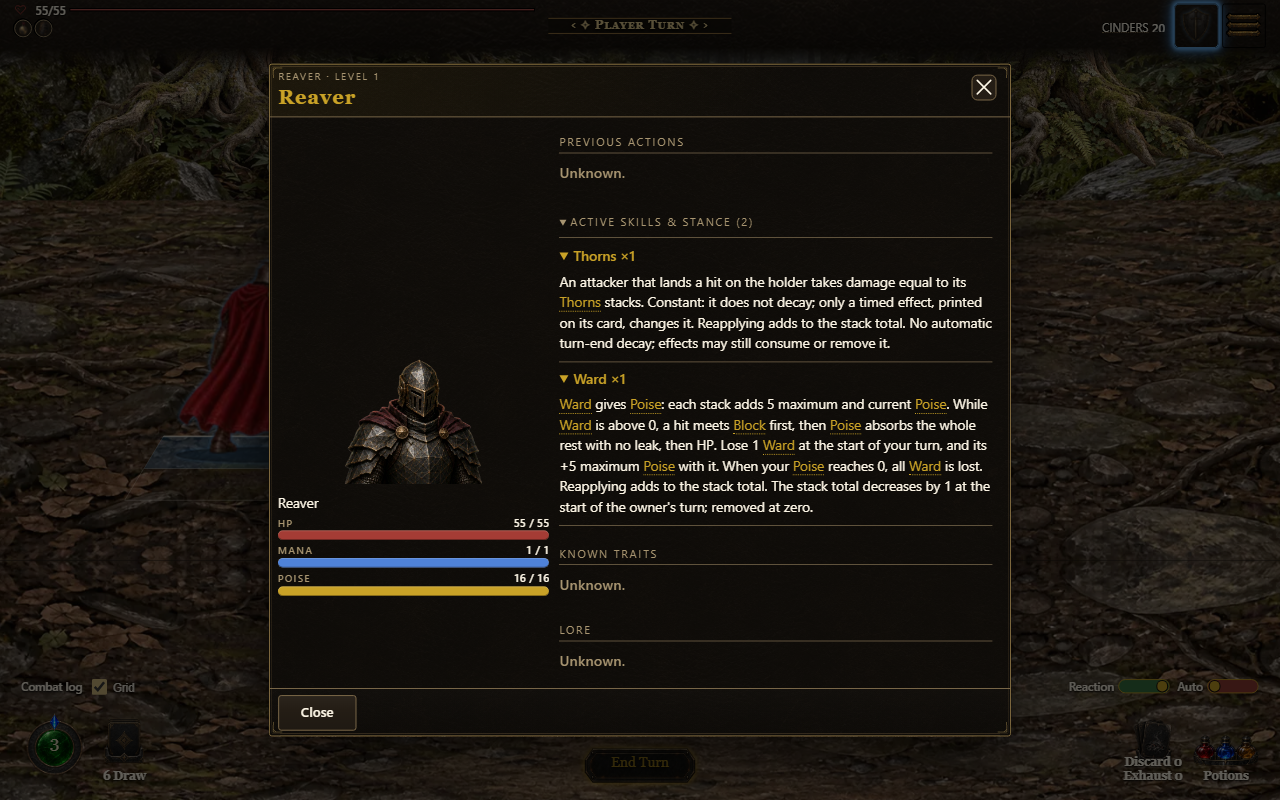 55/55
‹ ❖ PLAYER TURN ❖ ›
CINDERS 20
REAVER · LEVEL 1
Reaver
PREVIOUS ACTIONS
Unknown.
▼ ACTIVE SKILLS & STANCE (2)
▼ Thorns ×1
An attacker that lands a hit on the holder takes damage equal to its
Thorns stacks. Constant: it does not decay; only a timed effect, printed
on its card, changes it. Reapplying adds to the stack total. No automatic
turn-end decay; effects may still consume or remove it.
▼ Ward ×1
Ward gives Poise: each stack adds 5 maximum and current Poise. While
Ward is above 0, a hit meets Block first, then Poise absorbs the whole
rest with no leak, then HP. Lose 1 Ward at the start of your turn, and its
+5 maximum Poise with it. When your Poise reaches 0, all Ward is lost.
Reapplying adds to the stack total. The stack total decreases by 1 at the
start of the owner's turn; removed at zero.
KNOWN TRAITS
Unknown.
LORE
Unknown.
Reaver
HP 55 / 55
MANA 1 / 1
POISE 16 / 16
Close
Combat log Grid
Reaction Auto
3
6 Draw
End Turn
Discard 0
Exhaust 0
Potions